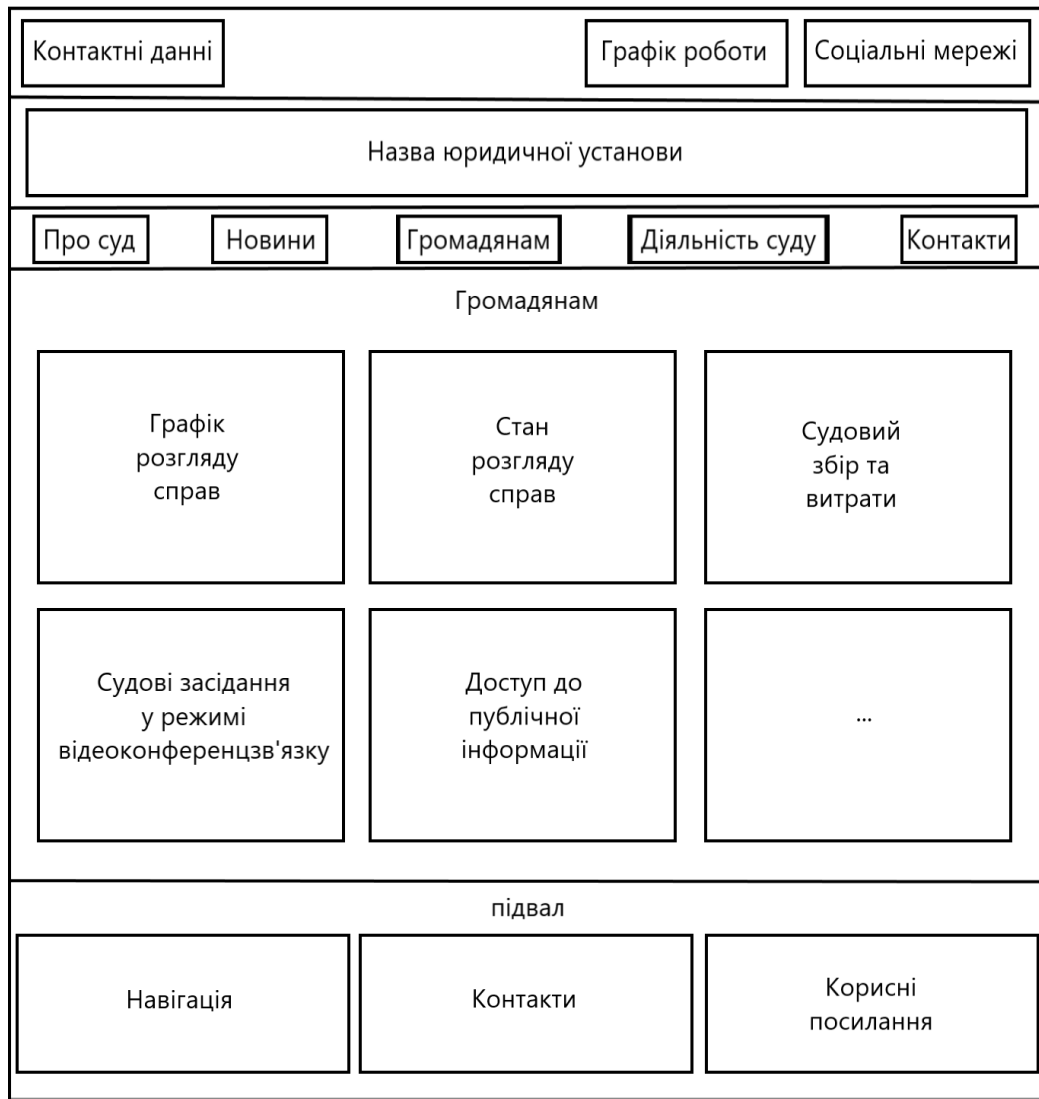 Контактні данні
Графік роботи
Соціальні мережі
Назва юридичної установи
Про суд
Новини
Громадянам
Діяльність суду
Контакти
Громадянам
Графік
розгляду
справ
Стан
розгляду
справ
Судовий
збір та
витрати
Судові засідання
у режимі
відеоконференцзв'язку
Доступ до
публічної
інформації
...
підвал
Навігація
Контакти
Корисні
посилання